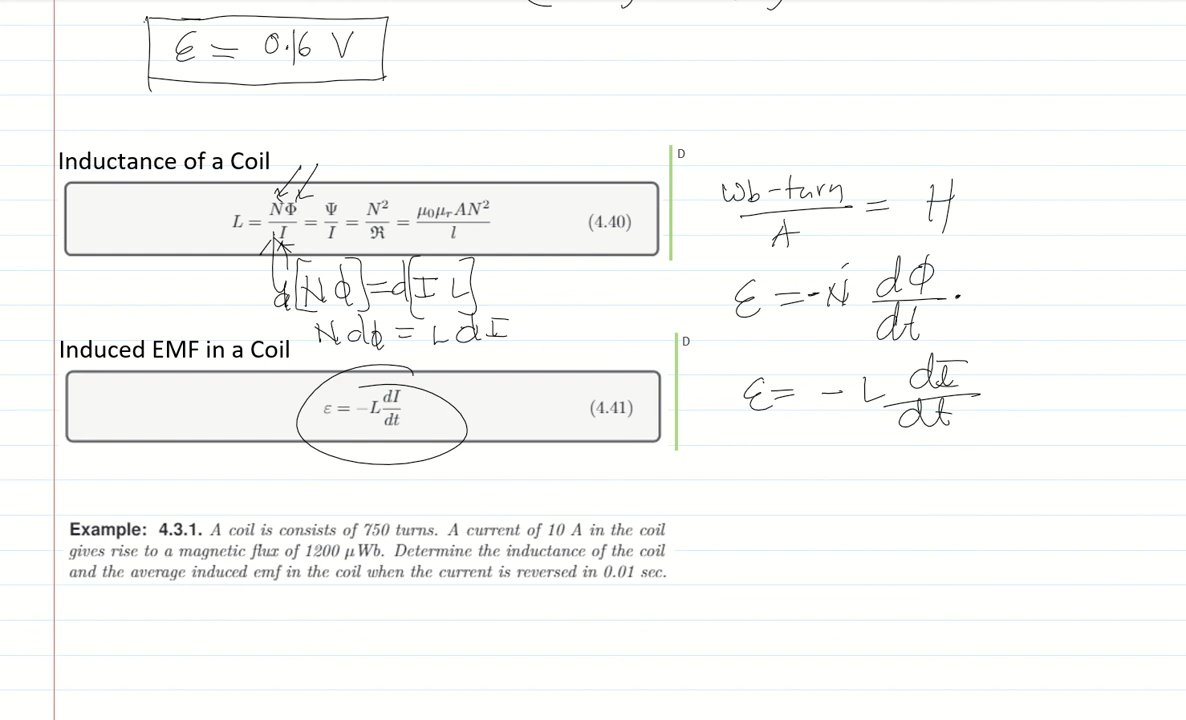 ε = 0.16 V
Inductance of a Coil
D
L = NΦ/I = Ψ/I = N²/ℜ = μ₀μᵣAN²/l (4.40)
Wb-turn/A = H
d[Nϕ]=d[I L]
ε = -N dϕ/dt.
N dϕ = L dI
Induced EMF in a Coil
D
ε = −L dI/dt (4.41)
ε = - L dI/dt
Example: 4.3.1. A coil is consists of 750 turns. A current of 10 A in the coil
gives rise to a magnetic flux of 1200 μWb. Determine the inductance of the coil
and the average induced emf in the coil when the current is reversed in 0.01 sec.